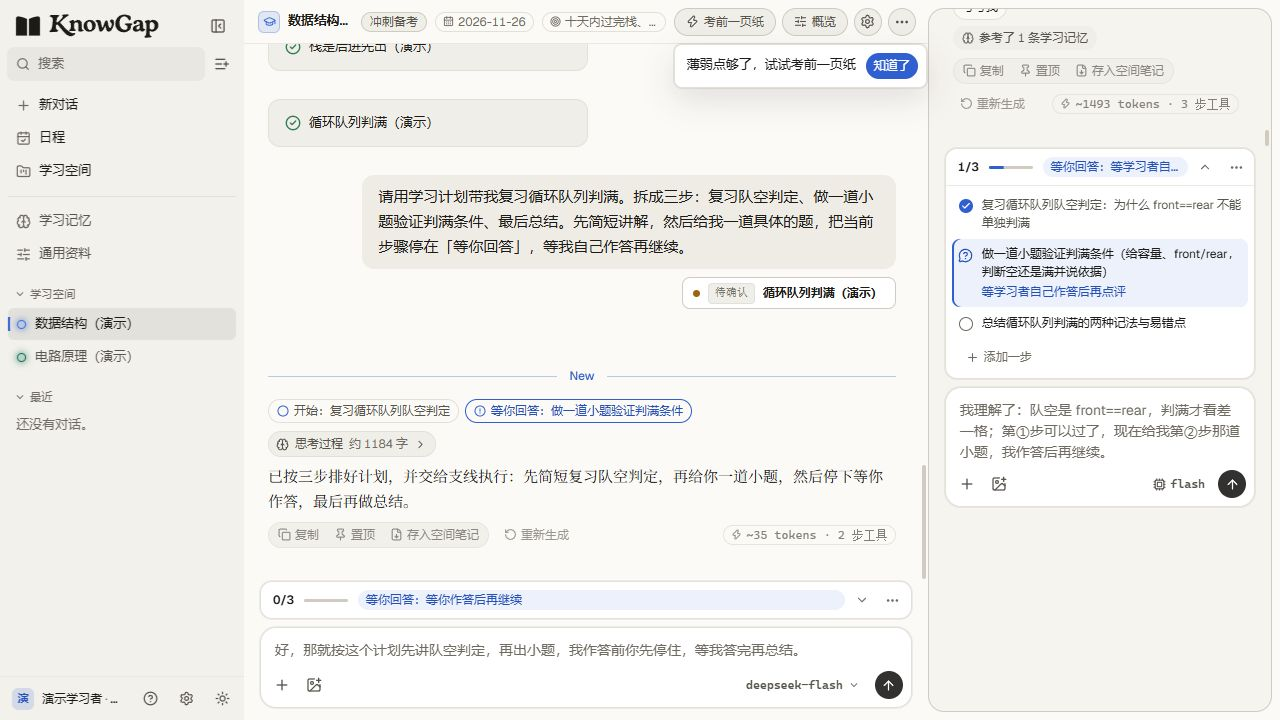 KnowGap
搜索
新对话
日程
学习空间
学习记忆
通用资料
学习空间
数据结构（演示）
电路原理（演示）
最近
还没有对话。
演
演示学习者 · ...
数据结构...
冲刺备考
2026-11-26
十天内过完栈、...
考前一页纸
概览
薄弱点够了，试试考前一页纸
知道了
栈是后进先出（演示）
循环队列判满（演示）
请用学习计划带我复习循环队列判满。拆成三步：复习队空判定、做一道小
题验证判满条件、最后总结。先简短讲解，然后给我一道具体的题，把当前
步骤停在「等你回答」，等我自己作答再继续。
待确认
循环队列判满（演示）
New
开始：复习循环队列队空判定
等你回答：做一道小题验证判满条件
思考过程 约 1184 字
已按三步排好计划，并交给支线执行：先简短复习队空判定，再给你一道小题，然后停下等你
作答，最后再做总结。
复制
置顶
存入空间笔记
重新生成
~35 tokens · 2 步工具
0/3
等你回答：等你作答后再继续
好，那就按这个计划先讲队空判定，再出小题，我作答前你先停住，等我答完再总结。
deepseek-flash
参考了 1 条学习记忆
复制
置顶
存入空间笔记
重新生成
~1493 tokens · 3 步工具
1/3
等你回答：等学习者自...
复习循环队列队空判定：为什么 front==rear 不能
单独判满
做一道小题验证判满条件（给容量、front/rear，
判断空还是满并说依据）
等学习者自己作答后再点评
总结循环队列判满的两种记法与易错点
添加一步
我理解了：队空是 front==rear，判满才看差
一格；第①步可以过了，现在给我第②步那道
小题，我作答后再继续。
flash